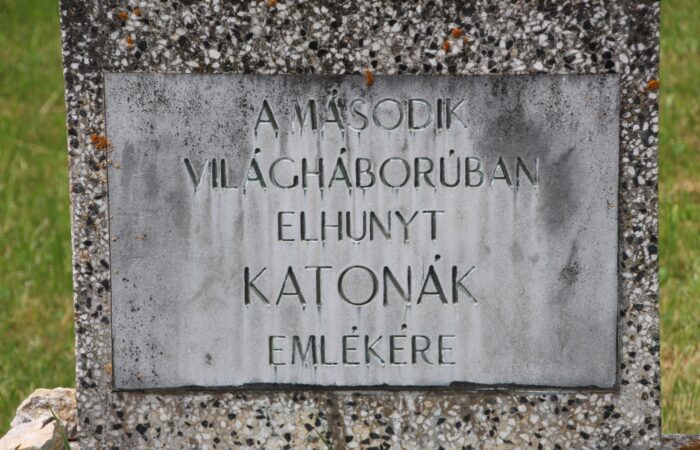 A MÁSODIK
VILÁGHÁBORÚBAN
ELHUNYT
KATONÁK
EMLÉKÉRE